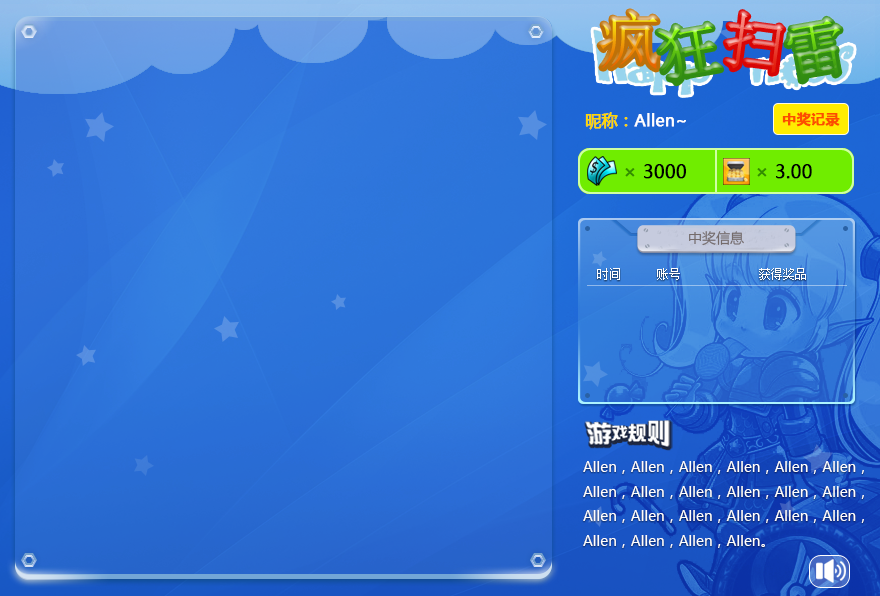 疯狂扫雷
昵称：Allen~
中奖记录
× 3000
× 3.00
中奖信息
时间 账号 获得奖品
游戏规则
Allen，Allen，Allen，Allen，Allen，Allen，
Allen，Allen，Allen，Allen，Allen，Allen，
Allen，Allen，Allen，Allen，Allen，Allen，
Allen，Allen，Allen，Allen。